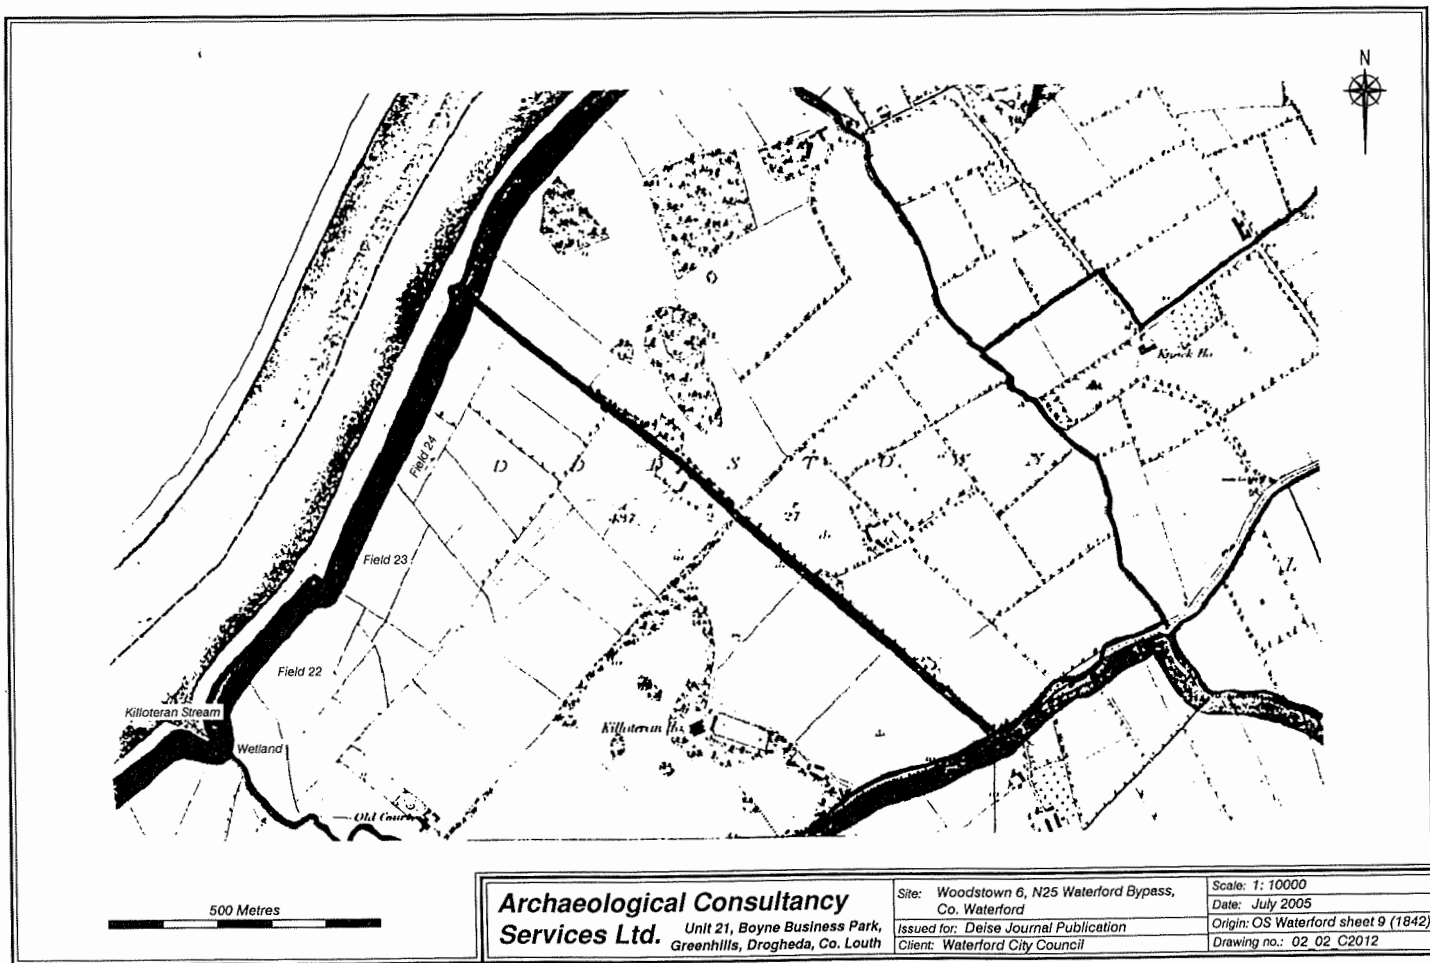 N
Knock Ho.
Field 24
D D D S T O W N
437 2 27
Field 23
Field 22
Killoteran Stream
Killoteran Ho.
Wetland
Old Court
500 Metres
Archaeological Consultancy
Services Ltd.
Unit 21, Boyne Business Park,
Greenhills, Drogheda, Co. Louth
Site: Woodstown 6, N25 Waterford Bypass,
Co. Waterford
Issued for: Deise Journal Publication
Client: Waterford City Council
Scale: 1: 10000
Date: July 2005
Origin: OS Waterford sheet 9 (1842)
Drawing no.: 02_02_C2012